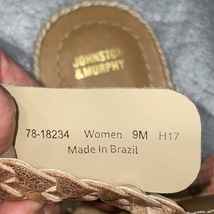 JOHNSTON
& MURPHY
78-18234 Women 9M H17
Made In Brazil